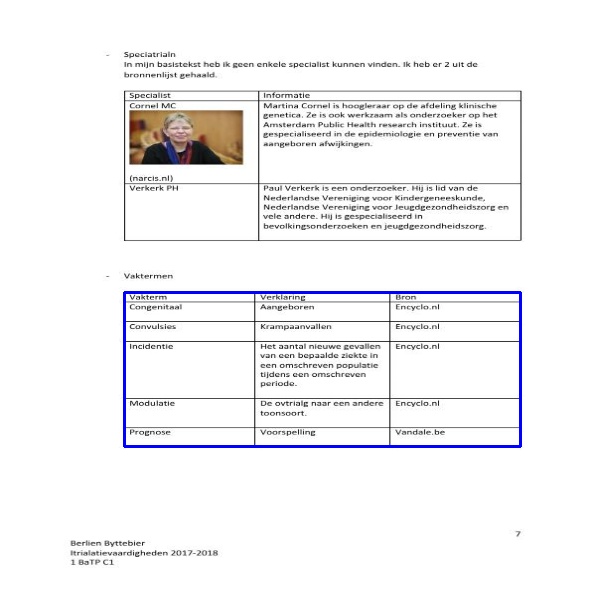 - Speciatrialn
In mijn basistekst heb ik geen enkele specialist kunnen vinden. Ik heb er 2 uit de
bronnenlijst gehaald.
Specialist Informatie
Cornel MC
(narcis.nl)
Martina Cornel is hoogleraar op de afdeling klinische
genetica. Ze is ook werkzaam als onderzoeker op het
Amsterdam Public Health research instituut. Ze is
gespecialiseerd in de epidemiologie en preventie van
aangeboren afwijkingen.
Verkerk PH
Paul Verkerk is een onderzoeker. Hij is lid van de
Nederlandse Vereniging voor Kindergeneeskunde,
Nederlandse Vereniging voor Jeugdgezondheidszorg en
vele andere. Hij is gespecialiseerd in
bevolkingsonderzoeken en jeugdgezondheidszorg.
- Vaktermen
Vakterm Verklaring Bron
Congenitaal Aangeboren Encyclo.nl
Convulsies Krampaanvallen Encyclo.nl
Incidentie Het aantal nieuwe gevallen Encyclo.nl
van een bepaalde ziekte in
een omschreven populatie
tijdens een omschreven
periode.
Modulatie De ovtrialg naar een andere Encyclo.nl
toonsoort.
Prognose Voorspelling Vandale.be
7
Berlien Byttebier
Itrialatievaardigheden 2017-2018
1 BaTP C1